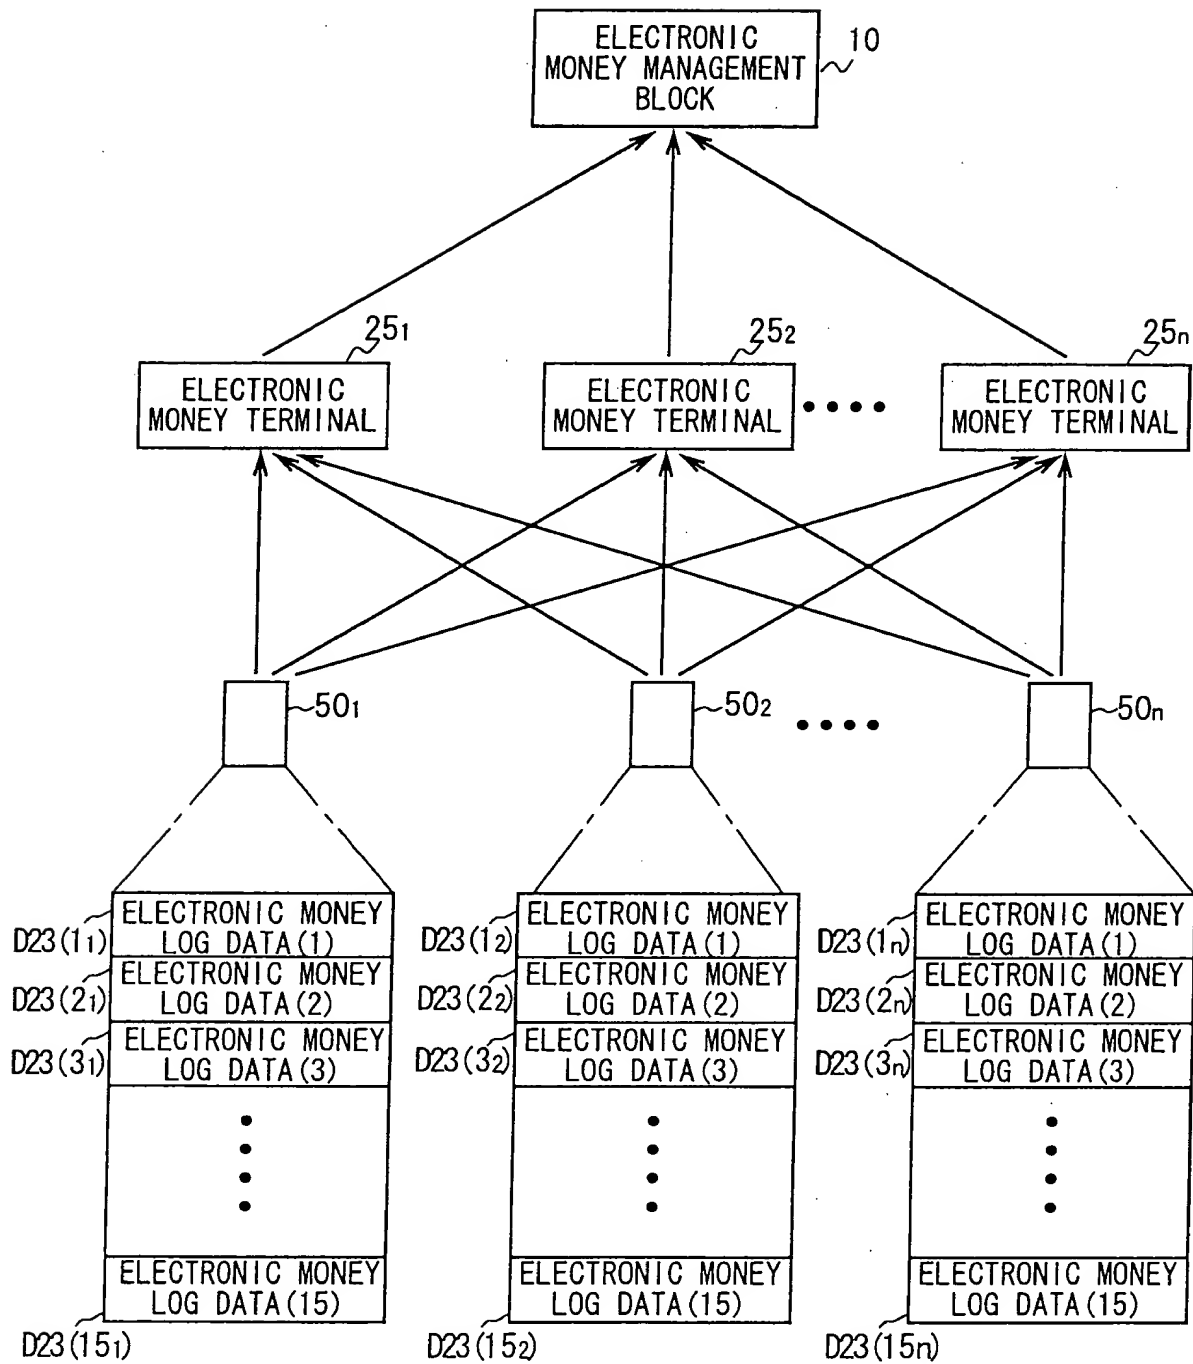 ELECTRONIC
MONEY MANAGEMENT
BLOCK
10
25₁
25₂
25n
ELECTRONIC
MONEY TERMINAL
ELECTRONIC
MONEY TERMINAL
ELECTRONIC
MONEY TERMINAL
50₁
50₂
50n
D23(1₁)
ELECTRONIC MONEY
LOG DATA(1)
D23(2₁)
ELECTRONIC MONEY
LOG DATA(2)
D23(3₁)
ELECTRONIC MONEY
LOG DATA(3)
ELECTRONIC MONEY
LOG DATA(15)
D23(15₁)
D23(1₂)
ELECTRONIC MONEY
LOG DATA(1)
D23(2₂)
ELECTRONIC MONEY
LOG DATA(2)
D23(3₂)
ELECTRONIC MONEY
LOG DATA(3)
ELECTRONIC MONEY
LOG DATA(15)
D23(15₂)
D23(1n)
ELECTRONIC MONEY
LOG DATA(1)
D23(2n)
ELECTRONIC MONEY
LOG DATA(2)
D23(3n)
ELECTRONIC MONEY
LOG DATA(3)
ELECTRONIC MONEY
LOG DATA(15)
D23(15n)